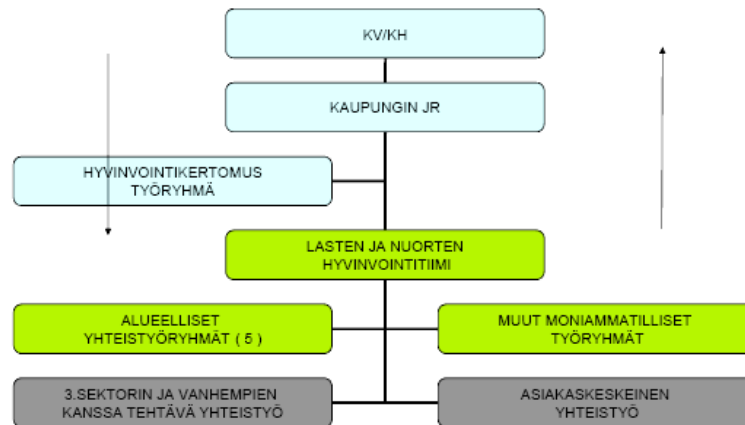 KV/KH
KAUPUNGIN JR
HYVINVOINTIKERTOMUS
TYÖRYHMÄ
LASTEN JA NUORTEN
HYVINVOINTITIIMI
ALUEELLISET
YHTEISTYÖRYHMÄT ( 5 )
MUUT MONIAMMATILLISET
TYÖRYHMÄT
3.SEKTORIN JA VANHEMPIEN
KANSSA TEHTÄVÄ YHTEISTYÖ
ASIAKASKESKEINEN
YHTEISTYÖ